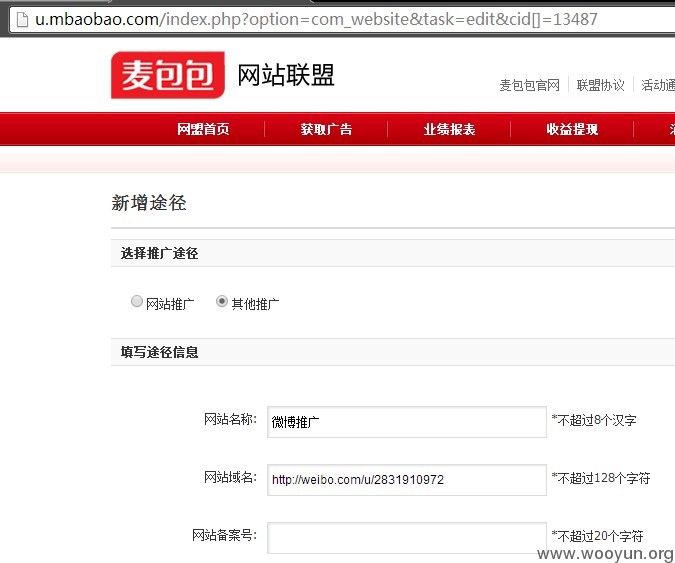 u.mbaobao.com/index.php?option=com_website&task=edit&cid[]=13487
麦包包 网站联盟
麦包包官网 联盟协议 活动通
网盟首页 获取广告 业绩报表 收益提现
新增途径
选择推广途径
网站推广 其他推广
填写途径信息
网站名称: 微博推广 *不超过8个汉字
网站域名: http://weibo.com/u/2831910972 *不超过128个字符
网站备案号: *不超过20个字符
www.wooyun.org